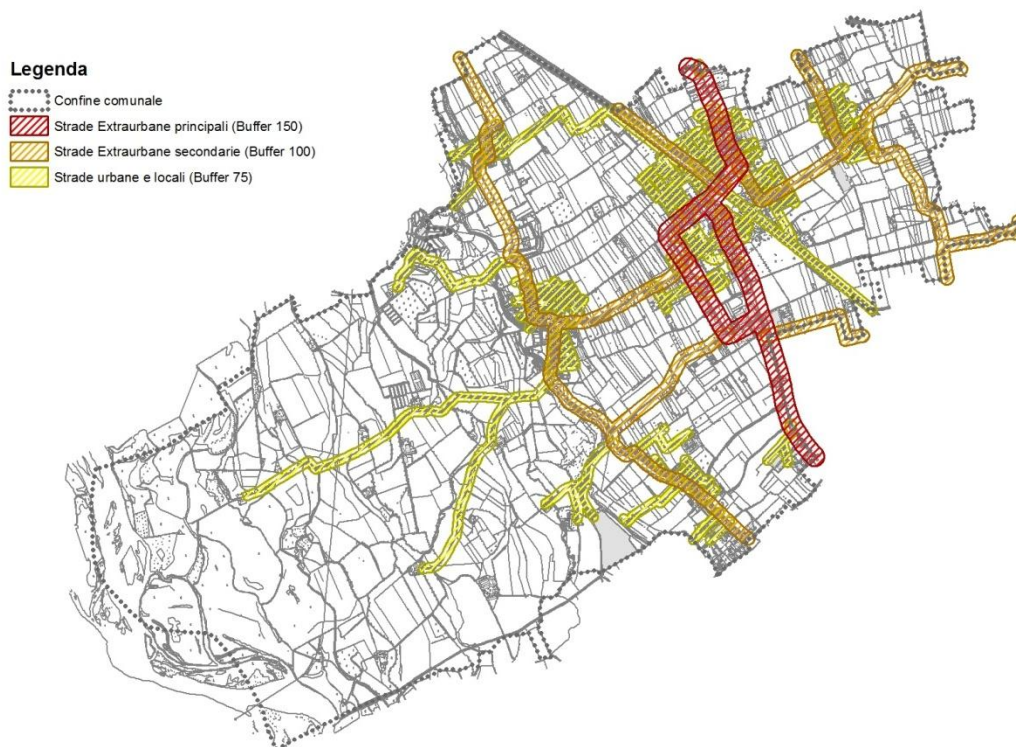 Legenda
Confine comunale
Strade Extraurbane principali (Buffer 150)
Strade Extraurbane secondarie (Buffer 100)
Strade urbane e locali (Buffer 75)